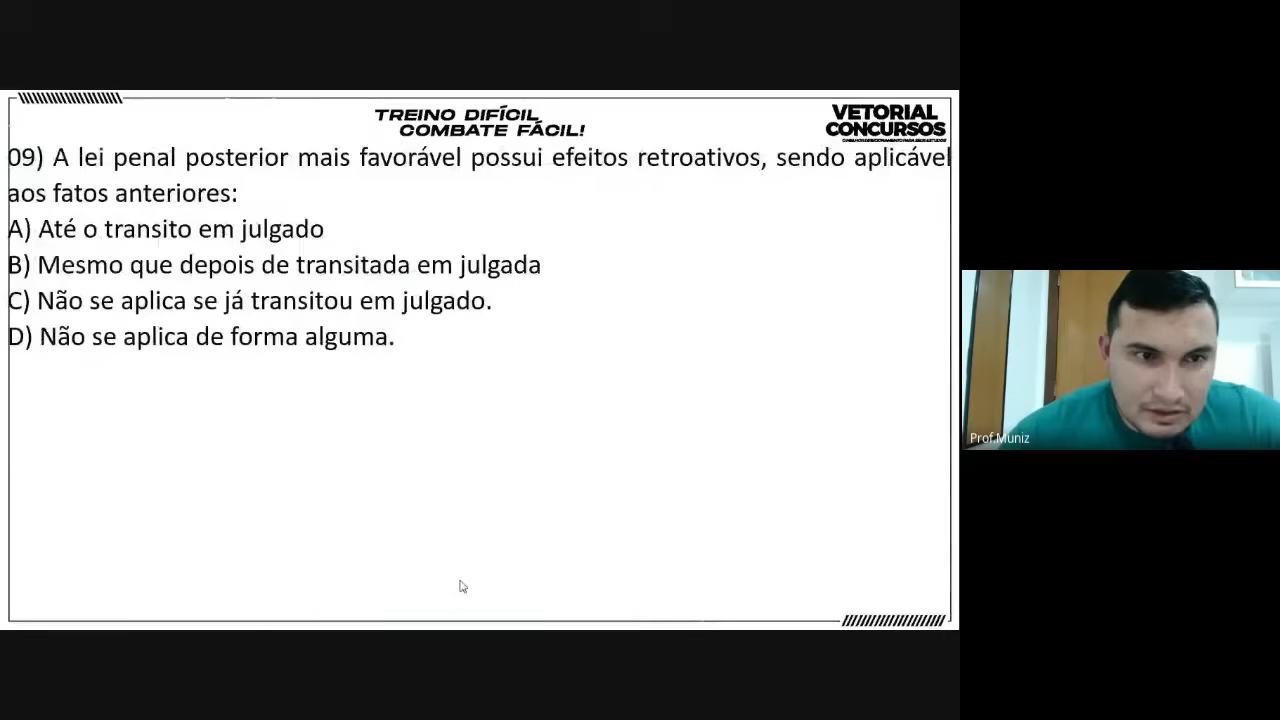 TREINO DIFÍCIL
COMBATE FÁCIL!
VETORIAL
CONCURSOS
09) A lei penal posterior mais favorável possui efeitos retroativos, sendo aplicável
aos fatos anteriores:
A) Até o transito em julgado
B) Mesmo que depois de transitada em julgada
C) Não se aplica se já transitou em julgado.
D) Não se aplica de forma alguma.
Prof.Muniz